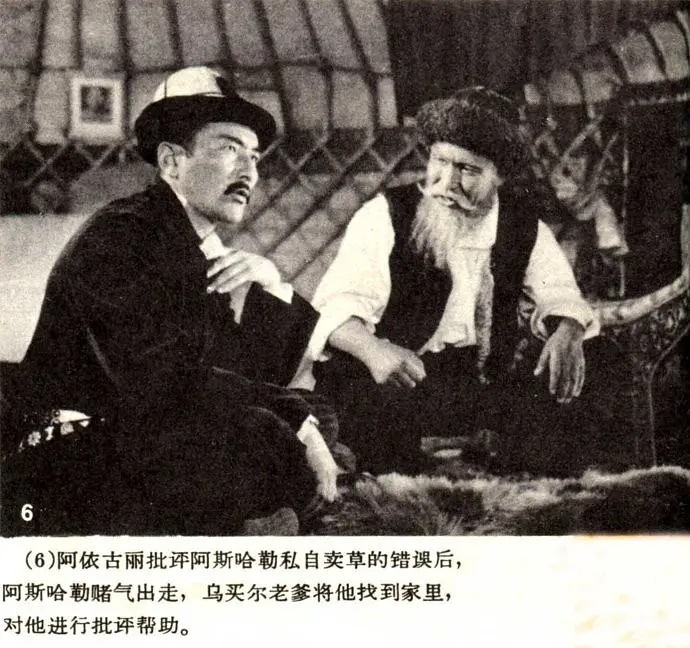 6
(6)阿依古丽批评阿斯哈勒私自卖草的错误后，
阿斯哈勒赌气出走，乌买尔老爹将他找到家里，
对他进行批评帮助。